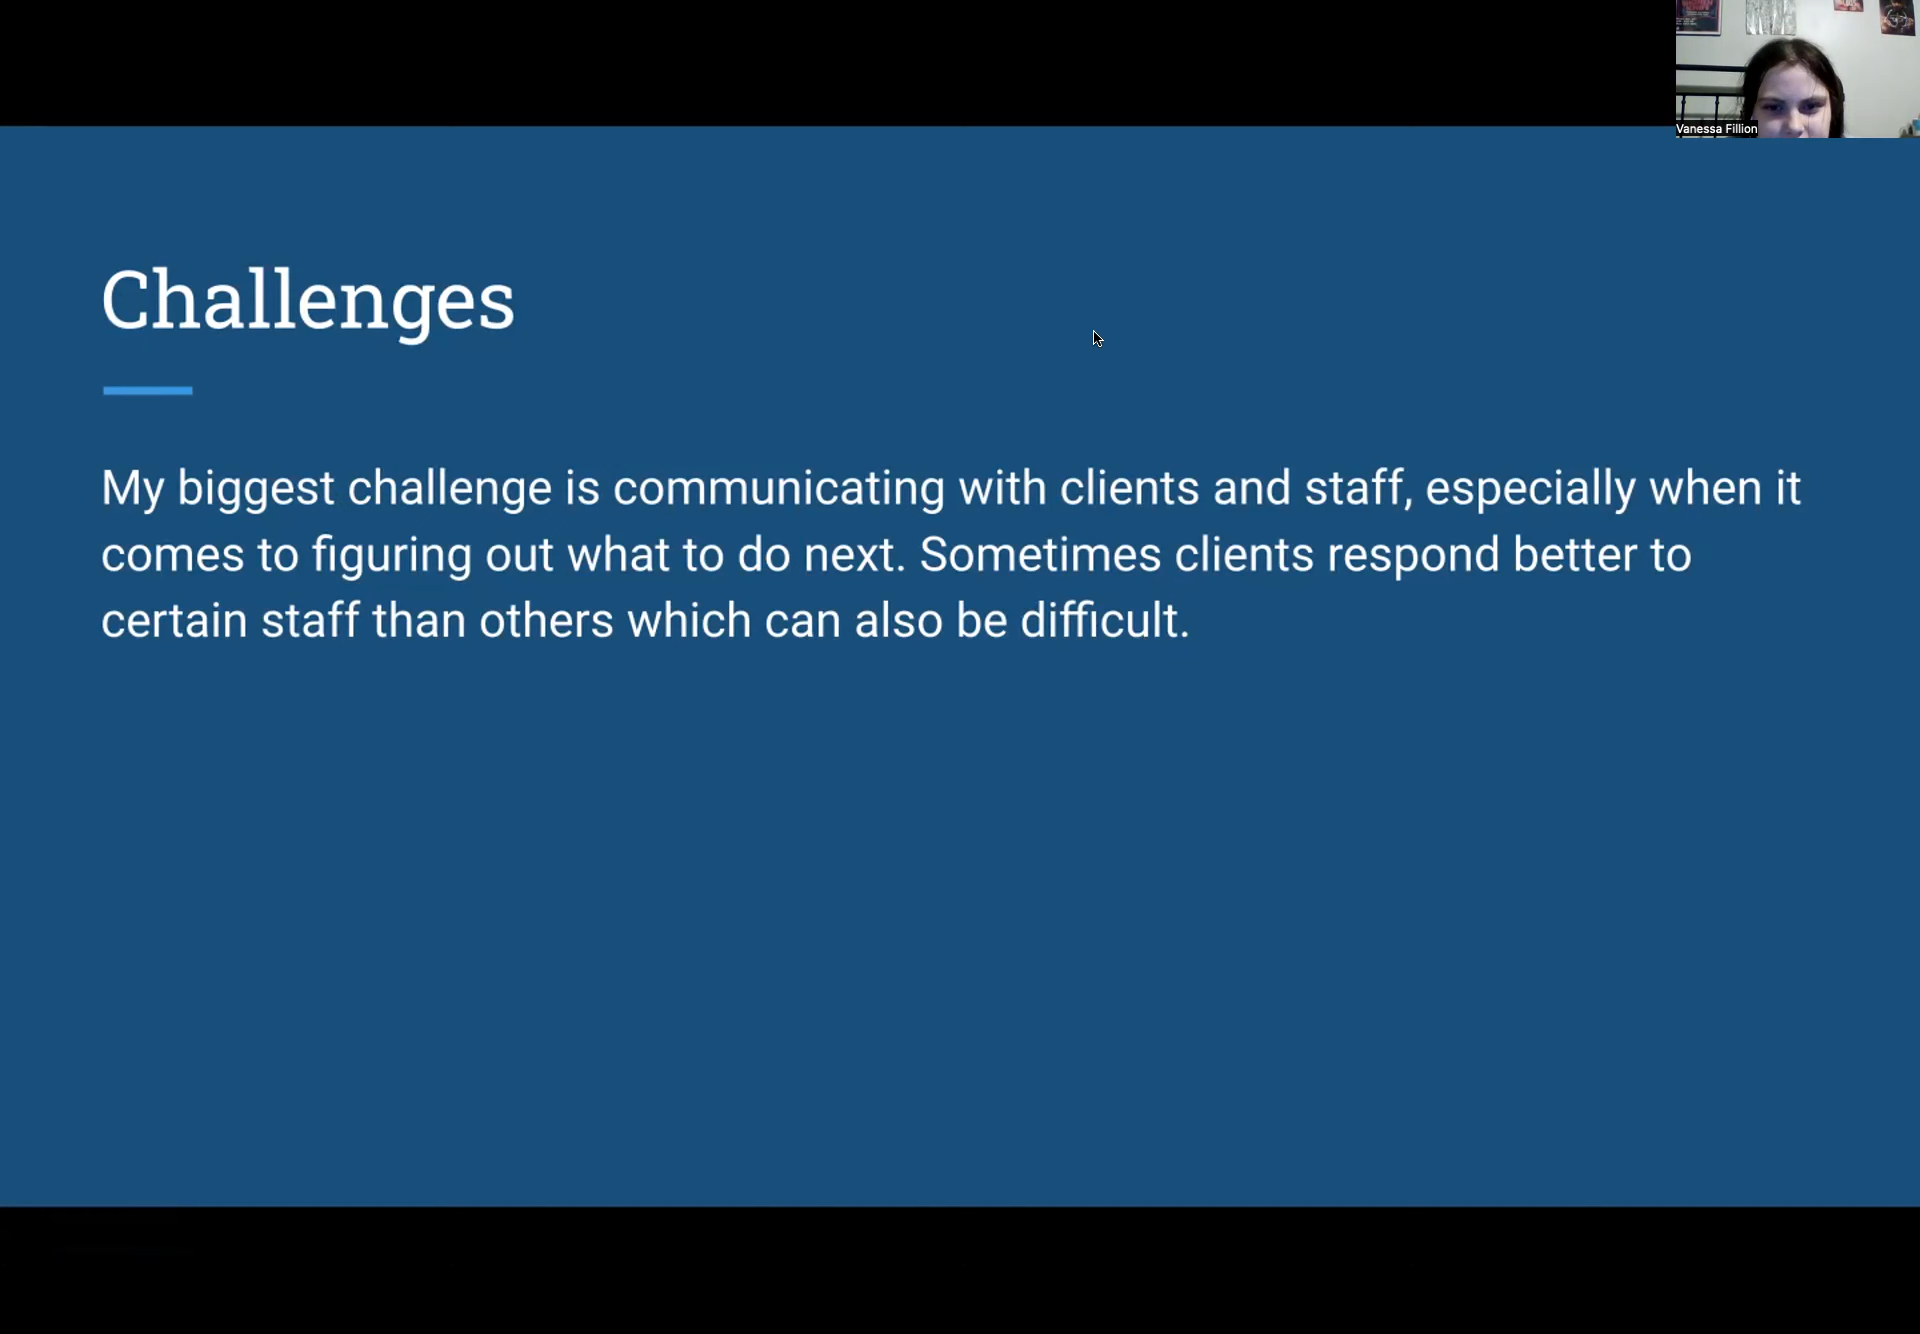 Vanessa Fillion
Challenges
My biggest challenge is communicating with clients and staff, especially when it
comes to figuring out what to do next. Sometimes clients respond better to
certain staff than others which can also be difficult.